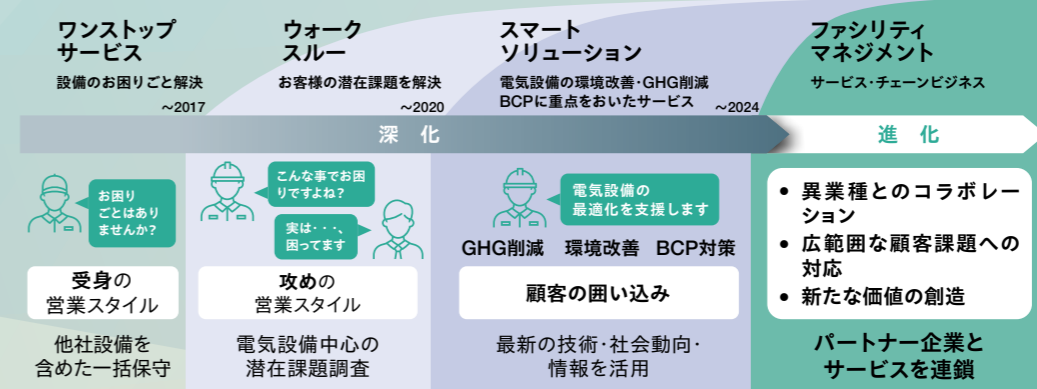 ワンストップ
サービス
設備のお困りごと解決
～2017
ウォーク
スルー
お客様の潜在課題を解決
～2020
スマート
ソリューション
電気設備の環境改善・GHG削減
BCPに重点をおいたサービス
～2024
ファシリティ
マネジメント
サービス・チェーンビジネス
深 化
進 化
お困り
ごとはあり
ませんか？
受身の
営業スタイル
他社設備を
含めた一括保守
こんな事でお困
りですよね？
実は・・・、
困ってます
攻めの
営業スタイル
電気設備中心の
潜在課題調査
電気設備の
最適化を支援します
GHG削減 環境改善 BCP対策
顧客の囲い込み
最新の技術・社会動向・
情報を活用
• 異業種とのコラボレー
ション
• 広範囲な顧客課題への
対応
• 新たな価値の創造
パートナー企業と
サービスを連鎖